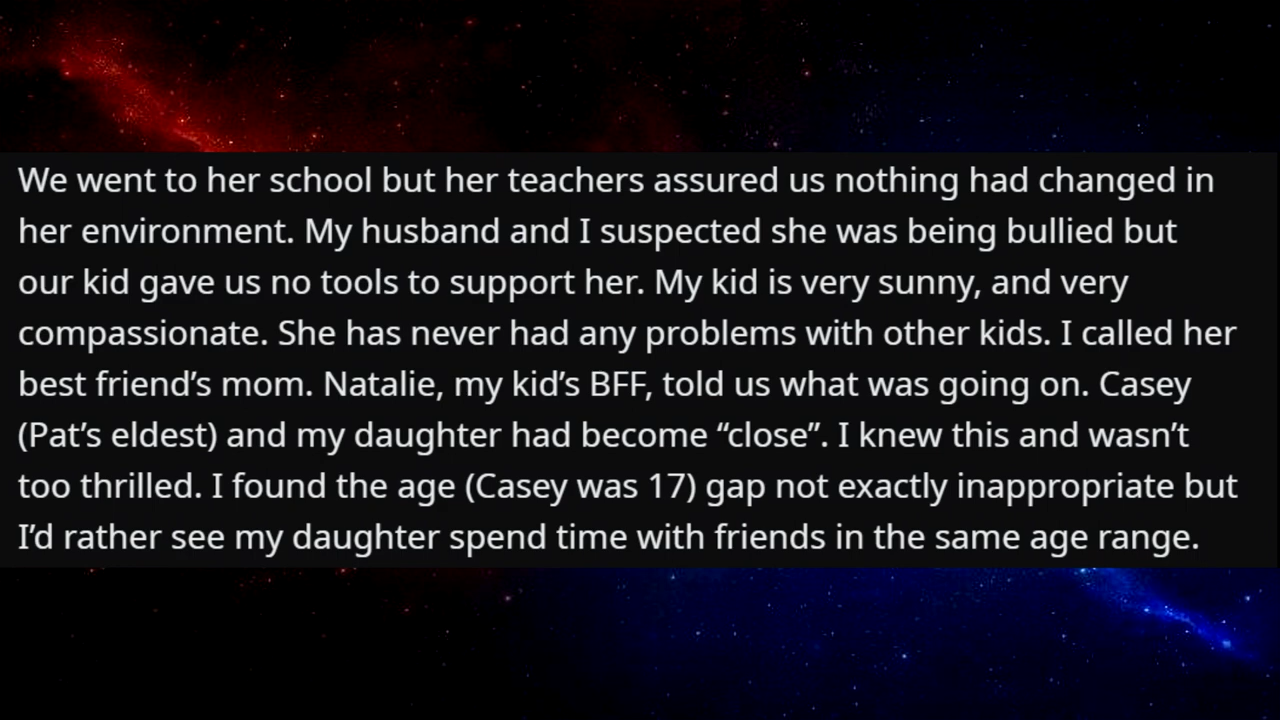 We went to her school but her teachers assured us nothing had changed in
her environment. My husband and I suspected she was being bullied but
our kid gave us no tools to support her. My kid is very sunny, and very
compassionate. She has never had any problems with other kids. I called her
best friend’s mom. Natalie, my kid’s BFF, told us what was going on. Casey
(Pat’s eldest) and my daughter had become “close”. I knew this and wasn’t
too thrilled. I found the age (Casey was 17) gap not exactly inappropriate but
I’d rather see my daughter spend time with friends in the same age range.